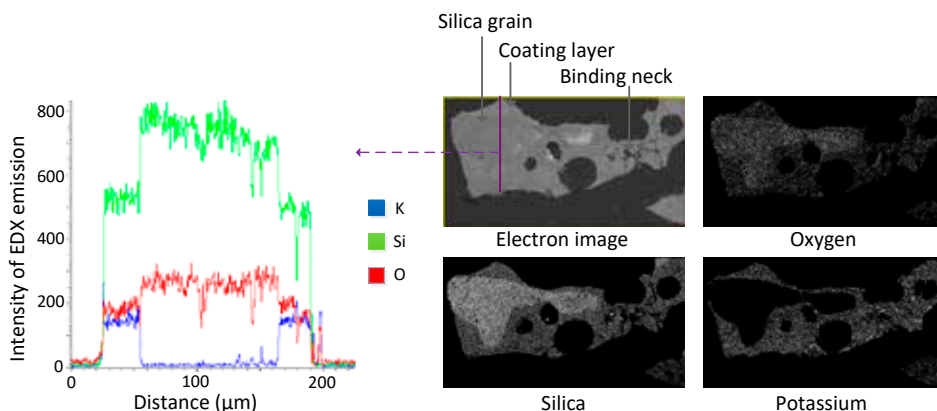 Silica grain
Coating layer
Binding neck
800
600
400
200
0
Intensity of EDX emission
0
100
200
Distance (µm)
K
Si
O
Electron image
Oxygen
Silica
Potassium